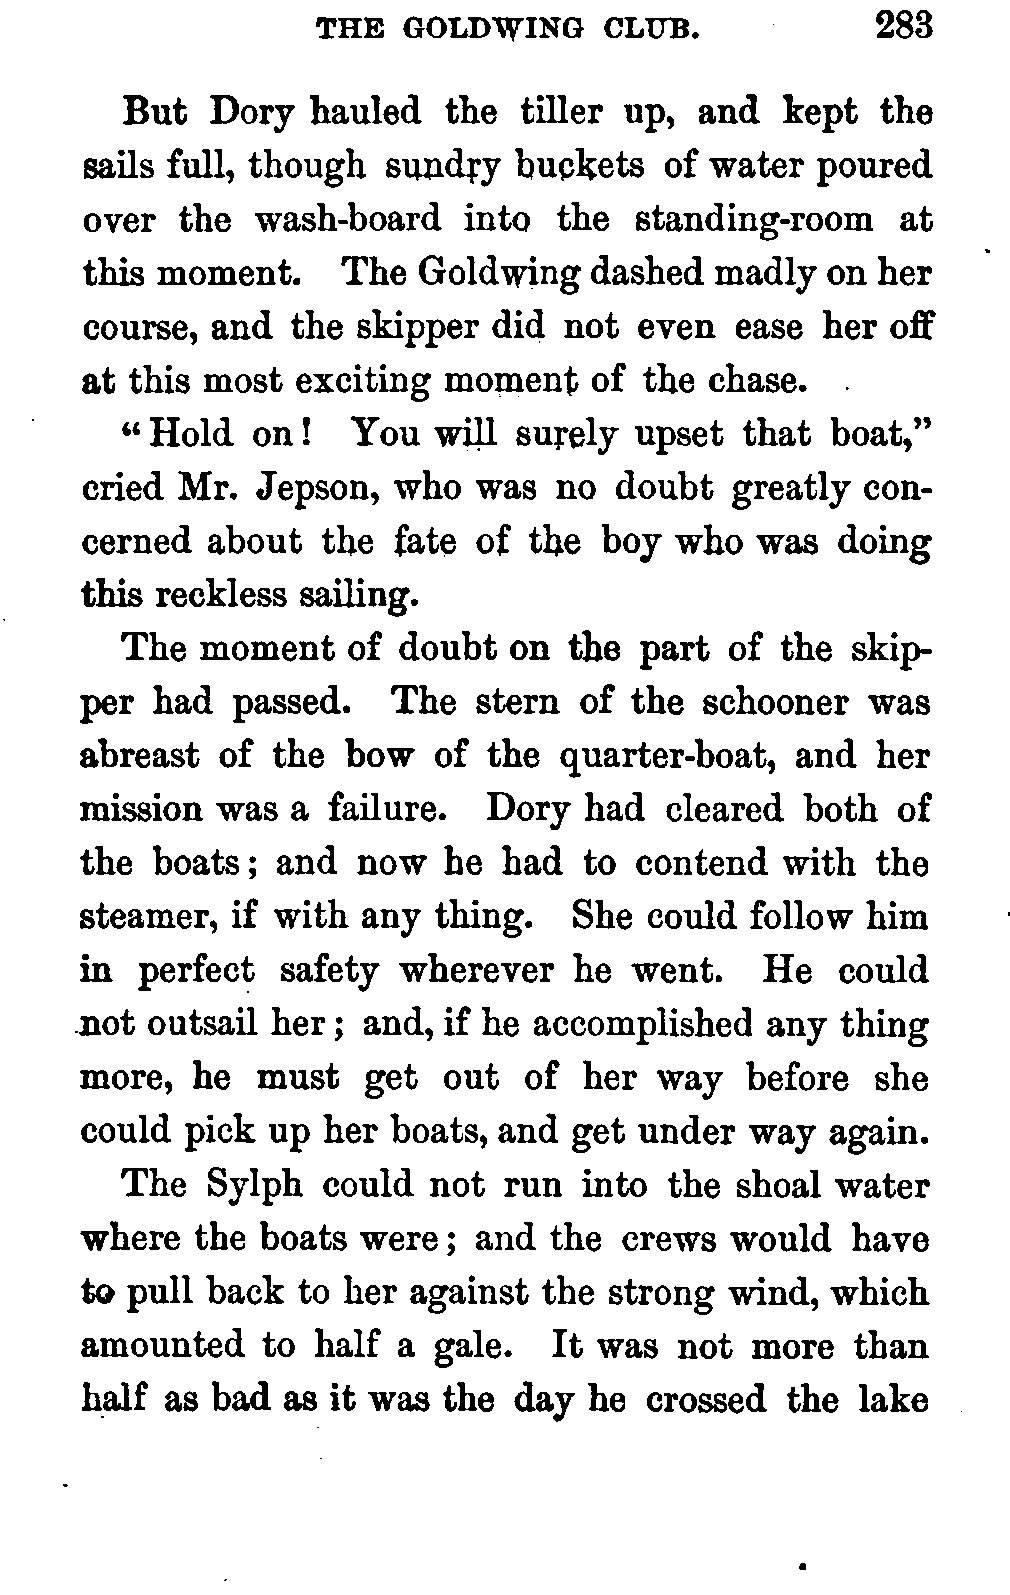 THE GOLDWING CLUB. 283
But Dory hauled the tiller up, and kept the
sails full, though sundry buckets of water poured
over the wash-board into the standing-room at
this moment. The Goldwing dashed madly on her
course, and the skipper did not even ease her off
at this most exciting moment of the chase.
“Hold on! You will surely upset that boat,”
cried Mr. Jepson, who was no doubt greatly con-
cerned about the fate of the boy who was doing
this reckless sailing.
The moment of doubt on the part of the skip-
per had passed. The stern of the schooner was
abreast of the bow of the quarter-boat, and her
mission was a failure. Dory had cleared both of
the boats; and now he had to contend with the
steamer, if with any thing. She could follow him
in perfect safety wherever he went. He could
not outsail her; and, if he accomplished any thing
more, he must get out of her way before she
could pick up her boats, and get under way again.
The Sylph could not run into the shoal water
where the boats were; and the crews would have
to pull back to her against the strong wind, which
amounted to half a gale. It was not more than
half as bad as it was the day he crossed the lake